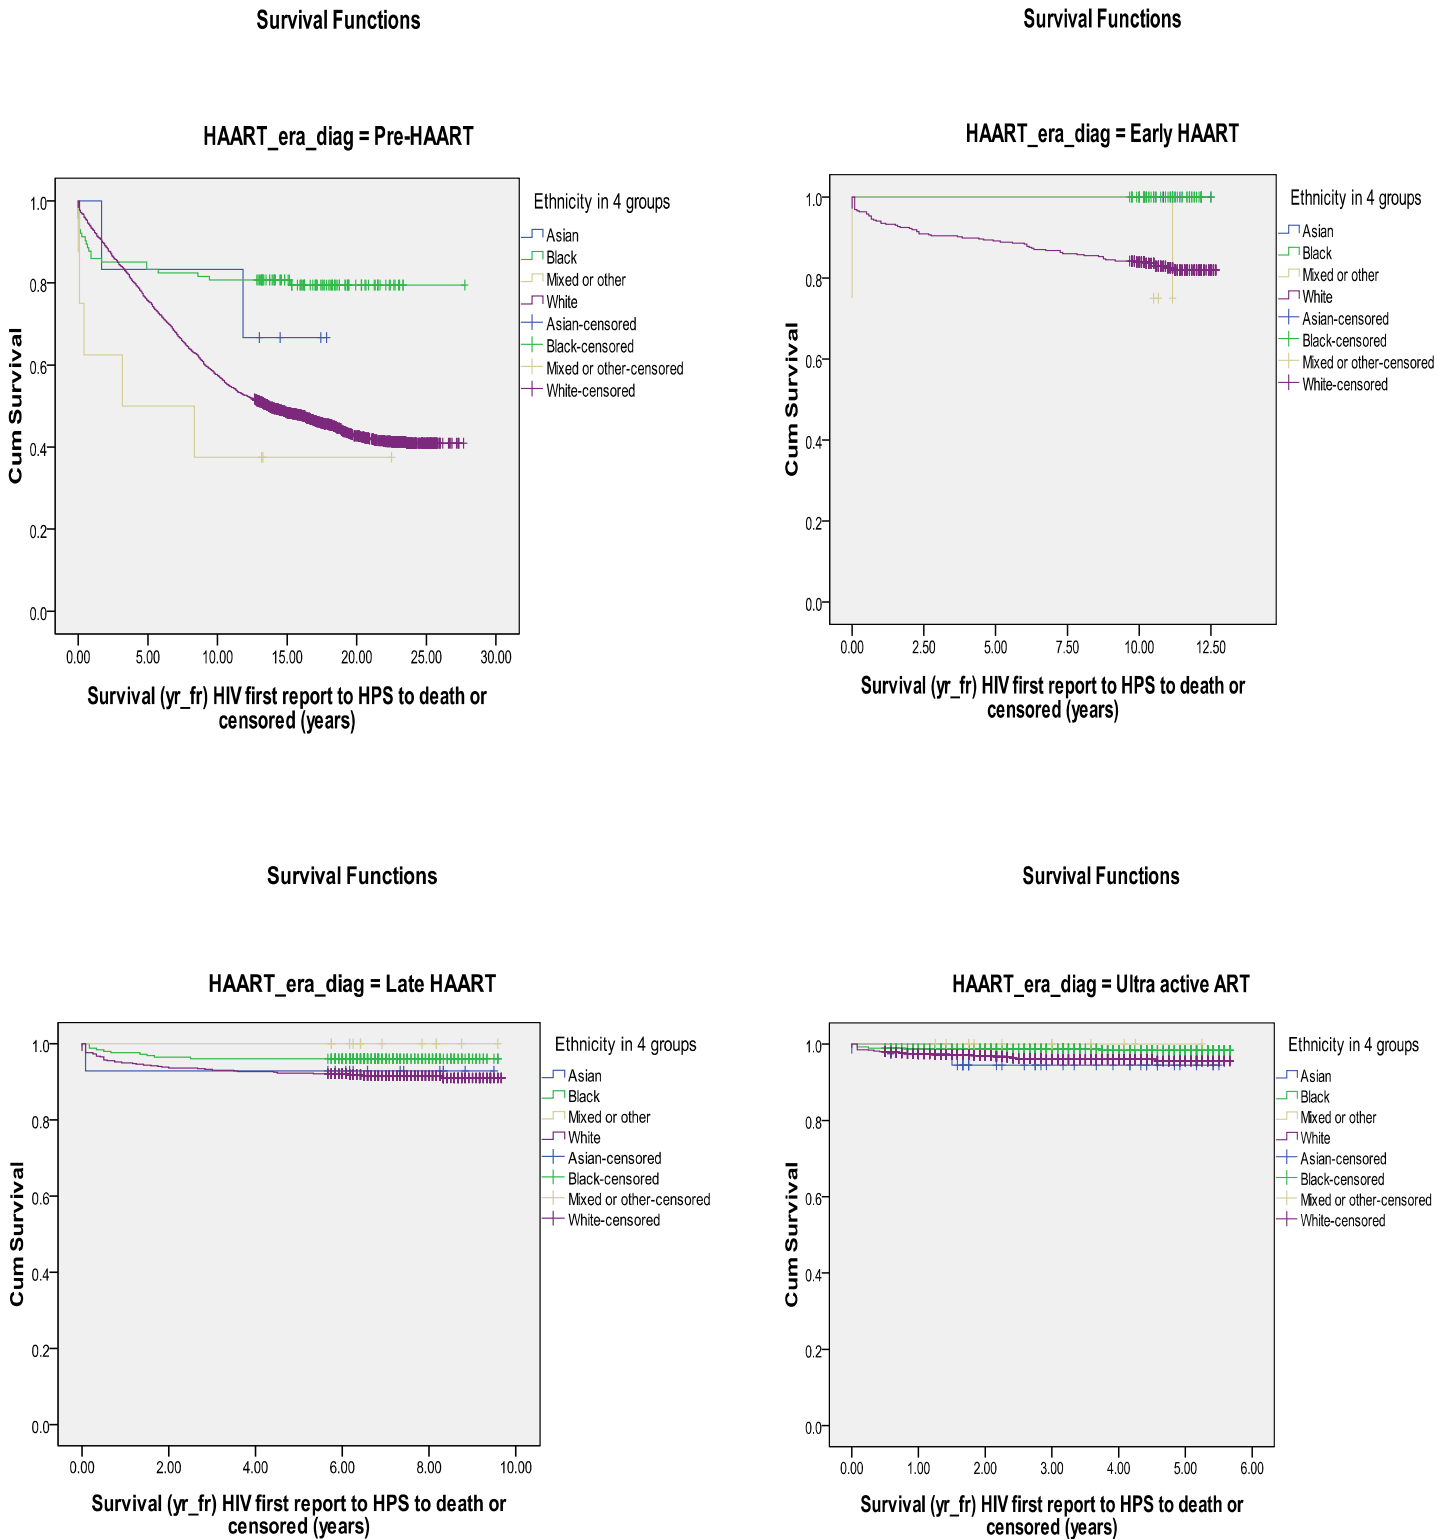 Survival Functions
HAART_era_diag = Pre-HAART
Cum Survival
1.0
0.8
0.6
0.4
0.2
0.0
0.00 5.00 10.00 15.00 20.00 25.00 30.00
Survival (yr_fr) HIV first report to HPS to death or
censored (years)
Ethnicity in 4 groups
Asian
Black
Mixed or other
White
Asian-censored
Black-censored
Mixed or other-censored
White-censored
Survival Functions
HAART_era_diag = Early HAART
Cum Survival
1.0
0.8
0.6
0.4
0.2
0.0
0.00 2.50 5.00 7.50 10.00 12.50
Survival (yr_fr) HIV first report to HPS to death or
censored (years)
Ethnicity in 4 groups
Asian
Black
Mixed or other
White
Asian-censored
Black-censored
Mixed or other-censored
White-censored
Survival Functions
HAART_era_diag = Late HAART
Cum Survival
1.0
0.8
0.6
0.4
0.2
0.0
0.00 2.00 4.00 6.00 8.00 10.00
Survival (yr_fr) HIV first report to HPS to death or
censored (years)
Ethnicity in 4 groups
Asian
Black
Mixed or other
White
Asian-censored
Black-censored
Mixed or other-censored
White-censored
Survival Functions
HAART_era_diag = Ultra active ART
Cum Survival
1.0
0.8
0.6
0.4
0.2
0.0
0.00 1.00 2.00 3.00 4.00 5.00 6.00
Survival (yr_fr) HIV first report to HPS to death or
censored (years)
Ethnicity in 4 groups
Asian
Black
Mixed or other
White
Asian-censored
Black-censored
Mixed or other-censored
White-censored